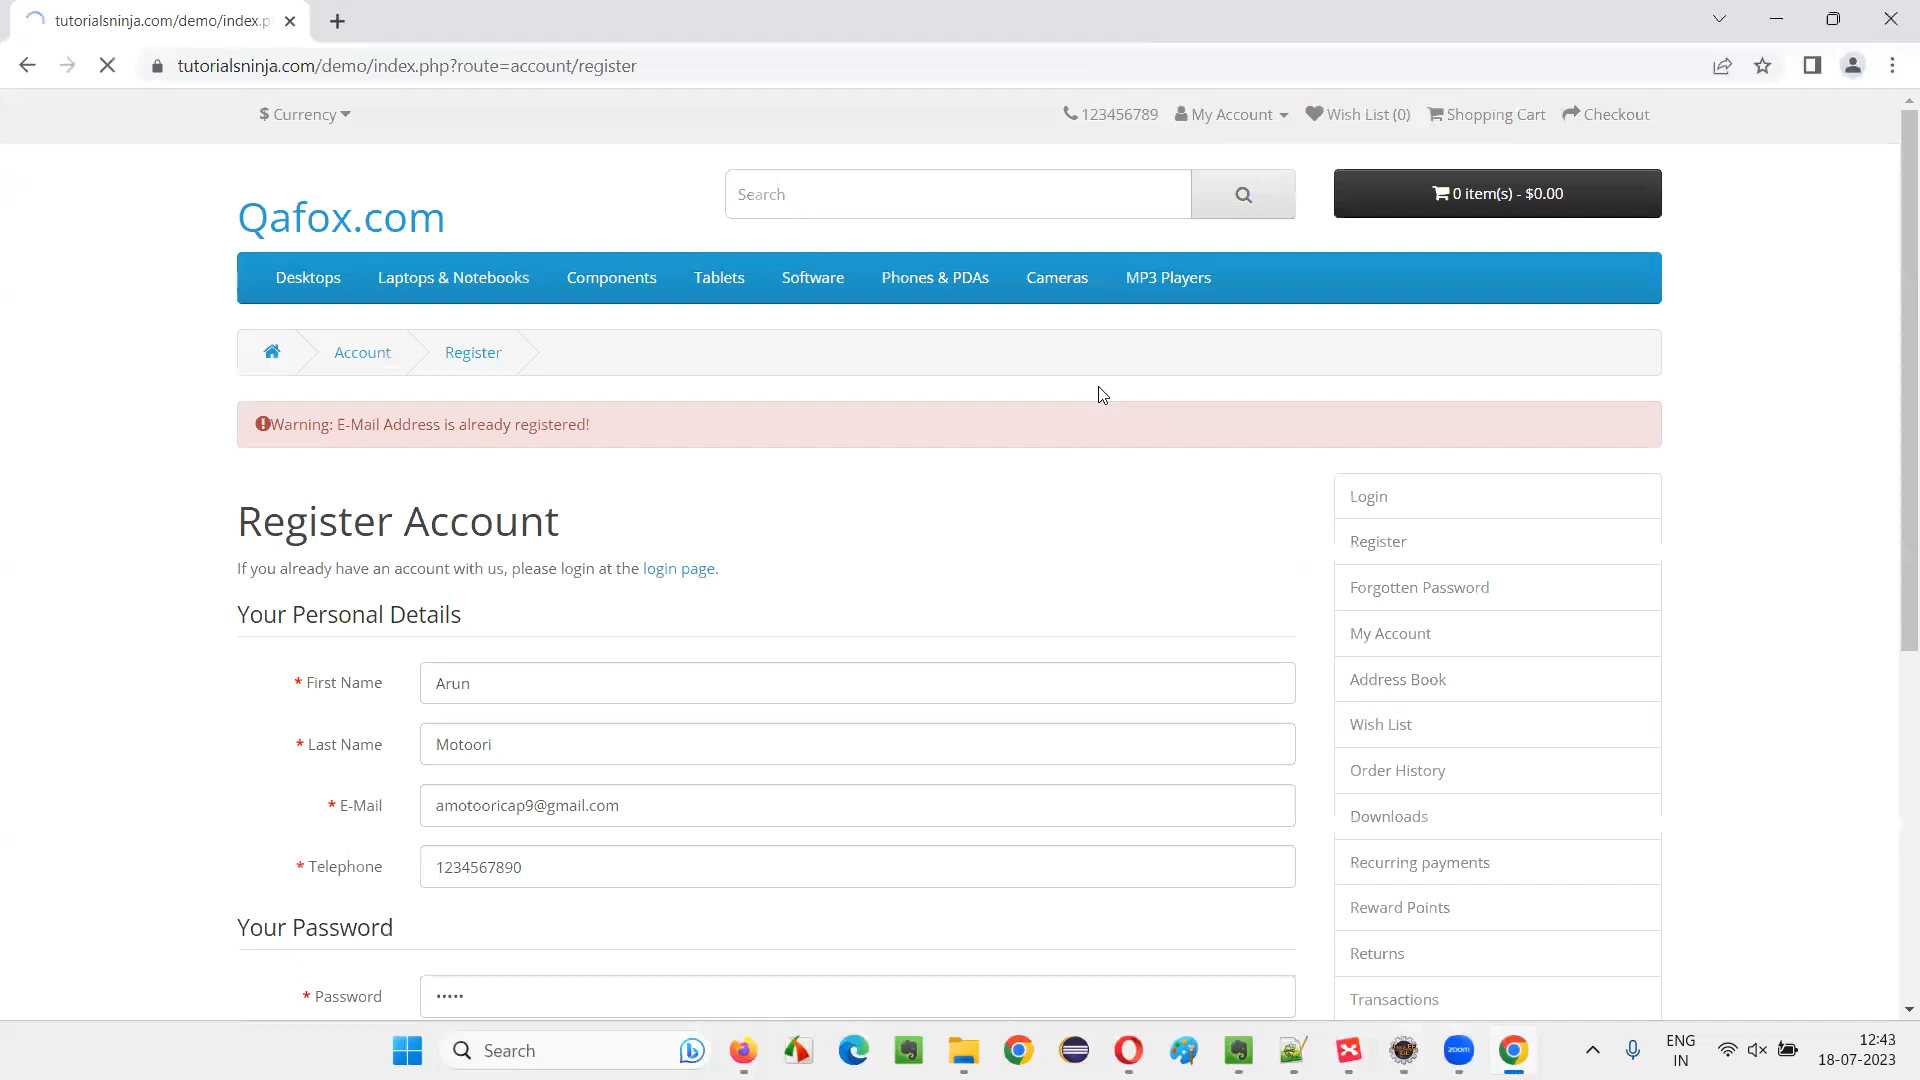 tutorialsninja.com/demo/index.p
tutorialsninja.com/demo/index.php?route=account/register
$ Currency
123456789
My Account
Wish List (0)
Shopping Cart
Checkout
Qafox.com
Search
0 item(s) - $0.00
Desktops
Laptops & Notebooks
Components
Tablets
Software
Phones & PDAs
Cameras
MP3 Players
Account
Register
Warning: E-Mail Address is already registered!
Register Account
If you already have an account with us, please login at the login page.
Your Personal Details
* First Name
Arun
* Last Name
Motoori
* E-Mail
amotooricap9@gmail.com
* Telephone
1234567890
Your Password
* Password
•••••
Login
Register
Forgotten Password
My Account
Address Book
Wish List
Order History
Downloads
Recurring payments
Reward Points
Returns
Transactions
Search
zoom
ENG
IN
12:43
18-07-2023